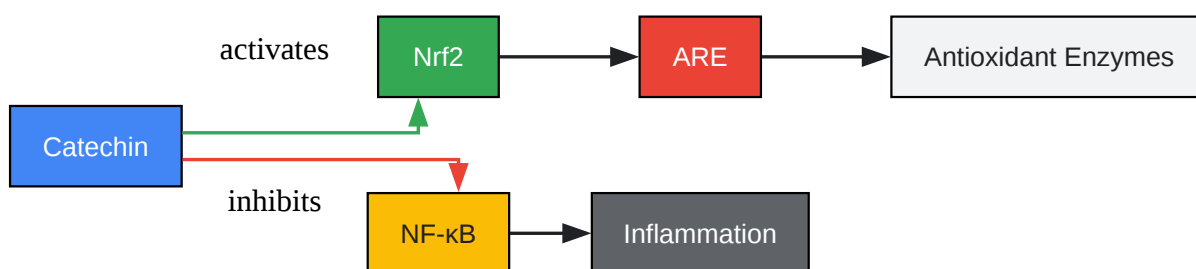 activates
Nrf2
ARE
Antioxidant Enzymes
Catechin
inhibits
NF-κB
Inflammation